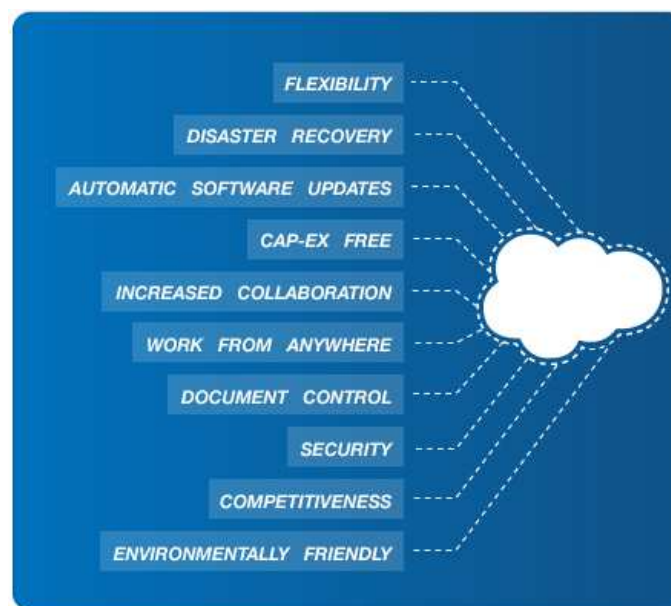 FLEXIBILITY
DISASTER RECOVERY
AUTOMATIC SOFTWARE UPDATES
CAP-EX FREE
INCREASED COLLABORATION
WORK FROM ANYWHERE
DOCUMENT CONTROL
SECURITY
COMPETITIVENESS
ENVIRONMENTALLY FRIENDLY